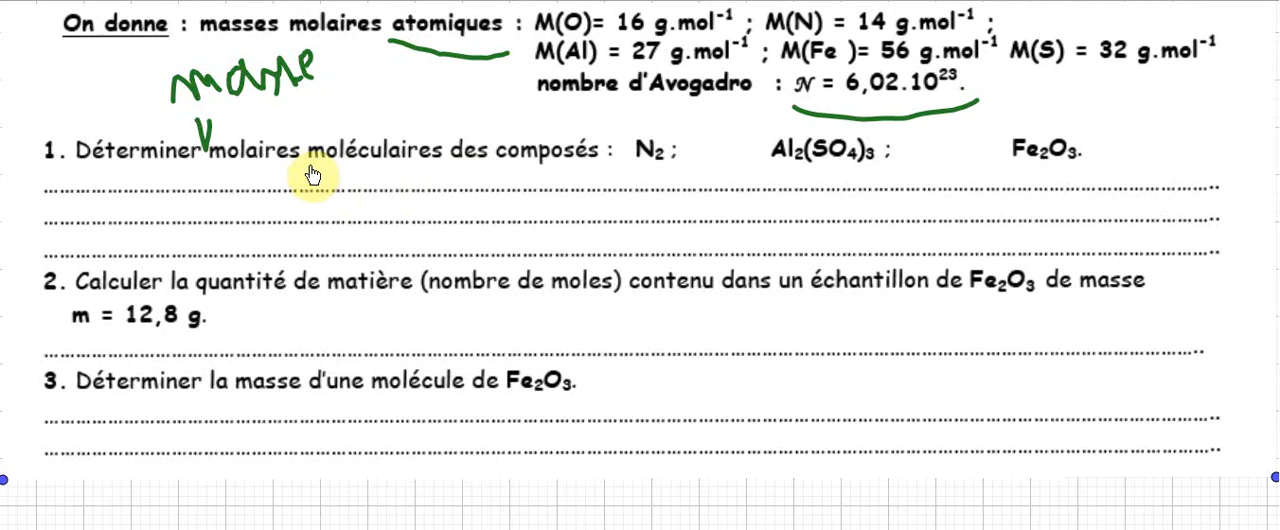 On donne : masses molaires atomiques : M(O)= 16 g.mol⁻¹ ; M(N) = 14 g.mol⁻¹ ;
M(Al) = 27 g.mol⁻¹ ; M(Fe )= 56 g.mol⁻¹ M(S) = 32 g.mol⁻¹
nombre d'Avogadro : 𝒩 = 6,02.10²³.
masse
1. Déterminer molaires moléculaires des composés : N₂ ; Al₂(SO₄)₃ ; Fe₂O₃.
2. Calculer la quantité de matière (nombre de moles) contenu dans un échantillon de Fe₂O₃ de masse
m = 12,8 g.
3. Déterminer la masse d'une molécule de Fe₂O₃.